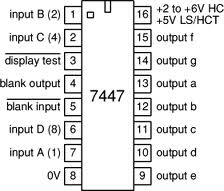 input B (2) 1 16 +2 to +6V HC
+5V LS/HCT
input C (4) 2 15 output f
display test 3 14 output g
blank output 4 13 output a
7447
blank input 5 12 output b
input D (8) 6 11 output c
input A (1) 7 10 output d
0V 8 9 output e